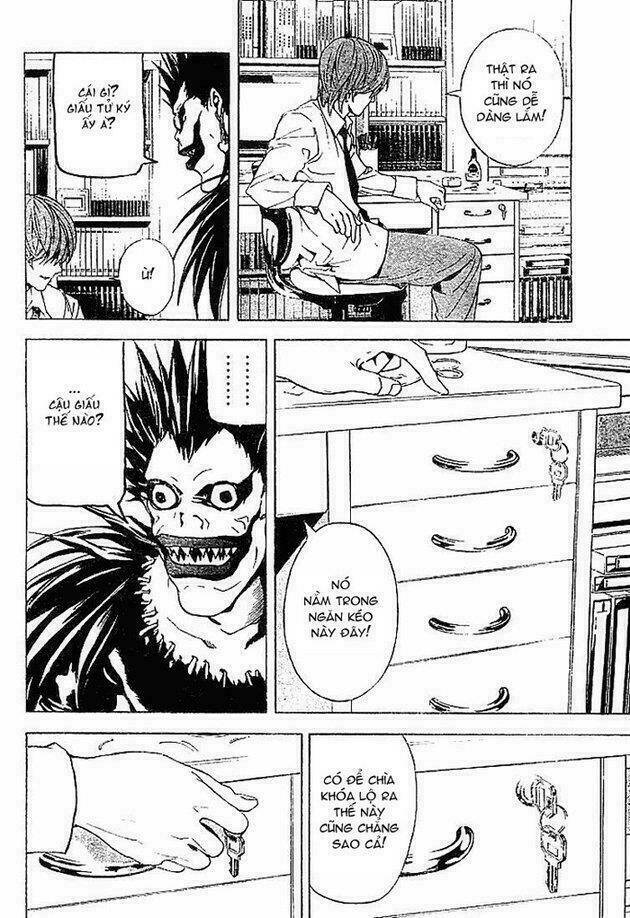 THẬT RA
THÌ NÓ
CŨNG DỄ
DÀNG LẮM!
CÁI GÌ?
GIẤU TỬ KÝ
ẤY À?
Ừ!
NÓ
NẰM TRONG
NGĂN KÉO
NÀY ĐÂY!
...
CẬU GIẤU
THẾ NÀO?
CÓ ĐỂ CHÌA
KHÓA LỘ RA
THẾ NÀY
CŨNG CHẲNG
SAO CẢ!